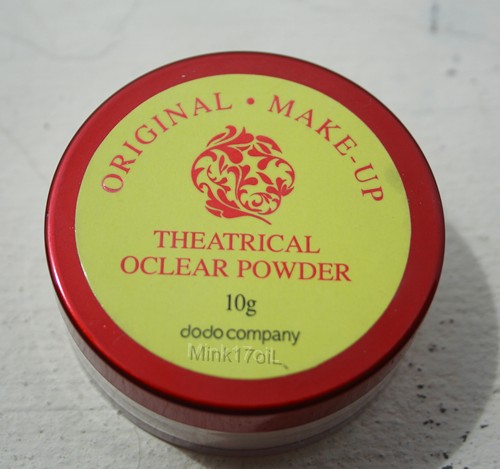 ORIGINAL • MAKE-UP
THEATRICAL
OCLEAR POWDER
10g
dodo company
Mink17oiL